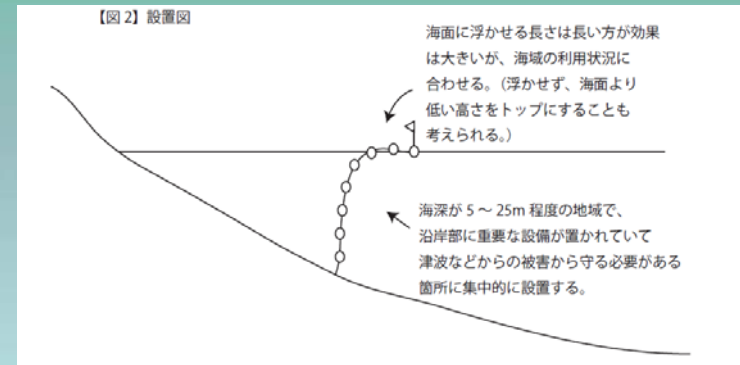 【図2】設置図
海面に浮かせる長さは長い方が効果
は大きいが、海域の利用状況に
合わせる。（浮かせず、海面より
低い高さをトップにすることも
考えられる。）
海深が 5 ～ 25m 程度の地域で、
沿岸部に重要な設備が置かれていて
津波などからの被害から守る必要がある
箇所に集中的に設置する。